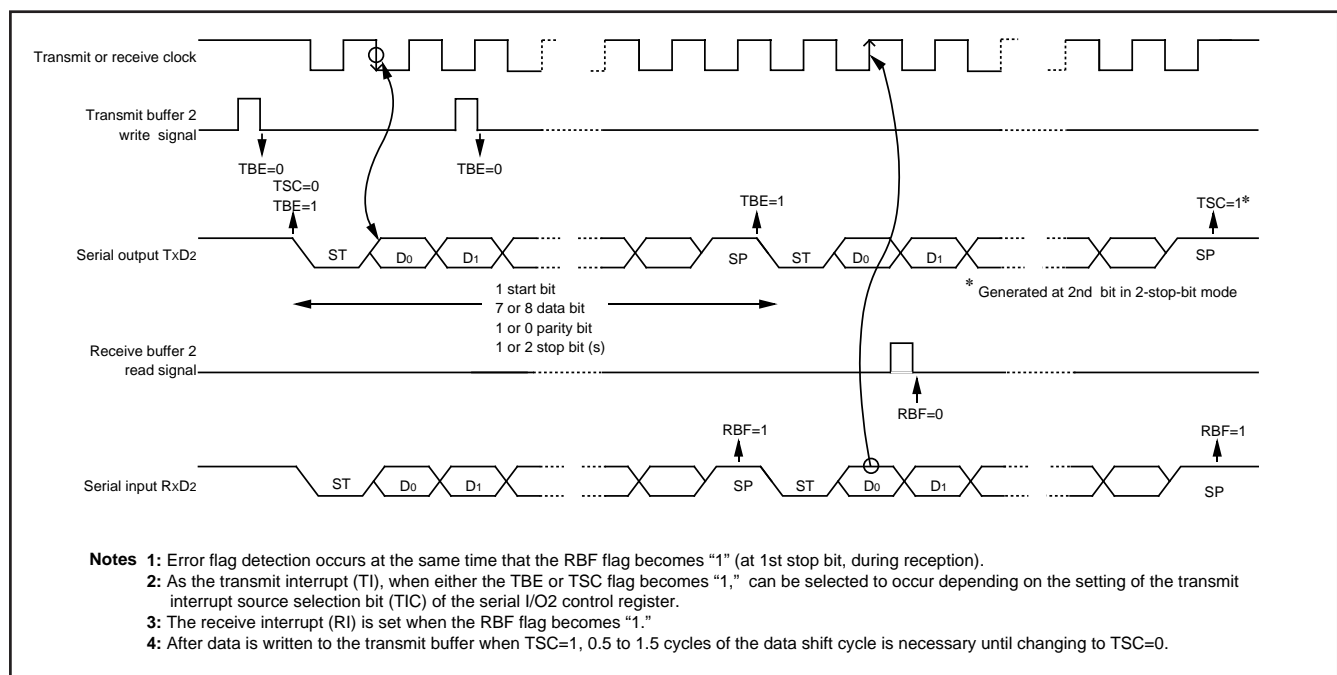 Transmit or receive clock
Transmit buffer 2
write signal
TBE=0
TBE=0
TSC=0
TBE=1
TBE=1
TSC=1*
Serial output TxD2
ST
D0
D1
SP
ST
D0
D1
SP
1 start bit
7 or 8 data bit
1 or 0 parity bit
1 or 2 stop bit (s)
* Generated at 2nd bit in 2-stop-bit mode
Receive buffer 2
read signal
RBF=0
RBF=1
RBF=1
Serial input RxD2
ST
D0
D1
SP
ST
D0
D1
SP
Notes 1: Error flag detection occurs at the same time that the RBF flag becomes “1” (at 1st stop bit, during reception).
2: As the transmit interrupt (TI), when either the TBE or TSC flag becomes “1,” can be selected to occur depending on the setting of the transmit
interrupt source selection bit (TIC) of the serial I/O2 control register.
3: The receive interrupt (RI) is set when the RBF flag becomes “1.”
4: After data is written to the transmit buffer when TSC=1, 0.5 to 1.5 cycles of the data shift cycle is necessary until changing to TSC=0.